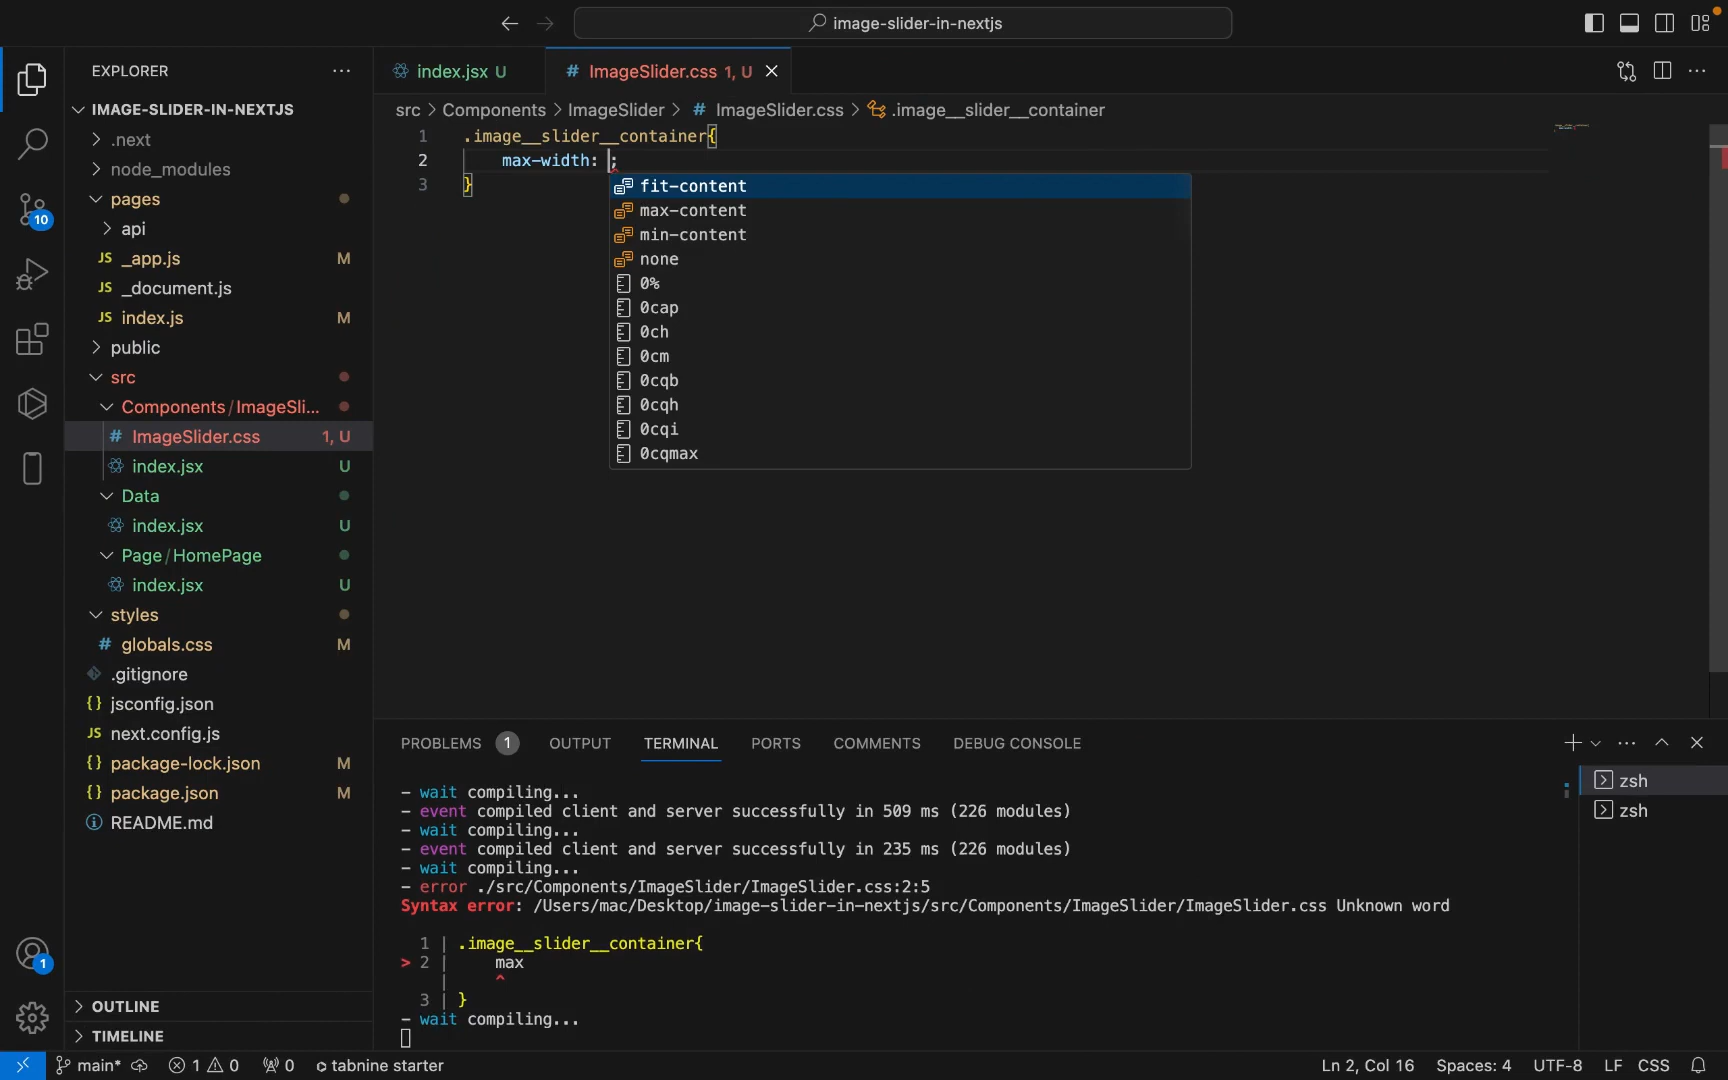 image-slider-in-nextjs
EXPLORER
IMAGE-SLIDER-IN-NEXTJS
.next
node_modules
pages
api
JS _app.js M
JS _document.js
JS index.js M
public
src
Components/ImageSli...
# ImageSlider.css 1, U
index.jsx U
Data
index.jsx U
Page/HomePage
index.jsx U
styles
# globals.css M
.gitignore
{} jsconfig.json
JS next.config.js
{} package-lock.json M
{} package.json M
README.md
OUTLINE
TIMELINE
10
1
index.jsx U
# ImageSlider.css 1, U
src > Components > ImageSlider > # ImageSlider.css > .image__slider__container
1 .image__slider__container{
2 max-width: ;
3 }
fit-content
max-content
min-content
none
0%
0cap
0ch
0cm
0cqb
0cqh
0cqi
0cqmax
PROBLEMS 1 OUTPUT TERMINAL PORTS COMMENTS DEBUG CONSOLE
- wait compiling...
- event compiled client and server successfully in 509 ms (226 modules)
- wait compiling...
- event compiled client and server successfully in 235 ms (226 modules)
- wait compiling...
- error ./src/Components/ImageSlider/ImageSlider.css:2:5
Syntax error: /Users/mac/Desktop/image-slider-in-nextjs/src/Components/ImageSlider/ImageSlider.css Unknown word
1 | .image__slider__container{
> 2 | max
| ^
3 | }
- wait compiling...
zsh
zsh
main* 1 0 0 tabnine starter
Ln 2, Col 16 Spaces: 4 UTF-8 LF CSS